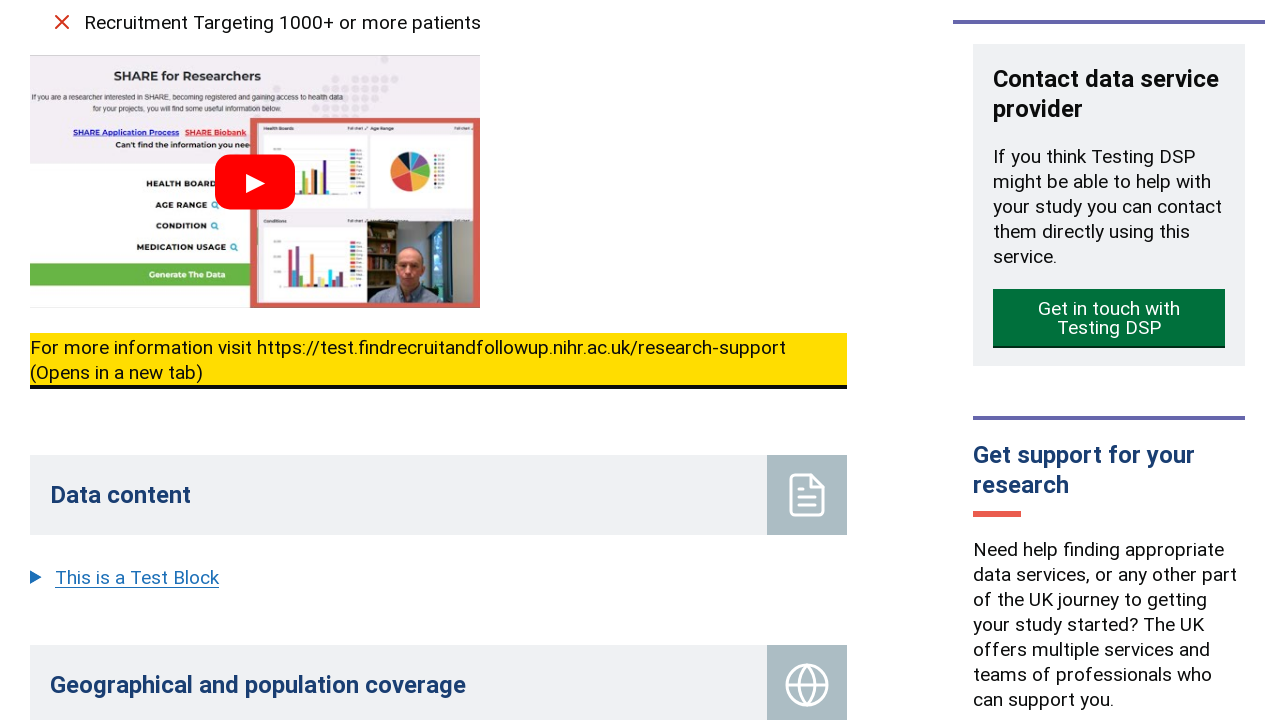 Recruitment Targeting 1000+ or more patients
SHARE for Researchers
If you are a researcher interested in SHARE, becoming registered and gaining access to health data
for your projects, you will find some useful information below.
SHARE Application Process SHARE Biobank
Can't find the information you need
HEALTH BOARD
AGE RANGE
CONDITION
MEDICATION USAGE
Generate The Data
Health Boards
Full chart
Age Range
Full chart
Conditions
Full chart
For more information visit https://test.findrecruitandfollowup.nihr.ac.uk/research-support
(Opens in a new tab)
Data content
This is a Test Block
Geographical and population coverage
Contact data service
provider
If you think Testing DSP
might be able to help with
your study you can contact
them directly using this
service.
Get in touch with
Testing DSP
Get support for your
research
Need help finding appropriate
data services, or any other part
of the UK journey to getting
your study started? The UK
offers multiple services and
teams of professionals who
can support you.